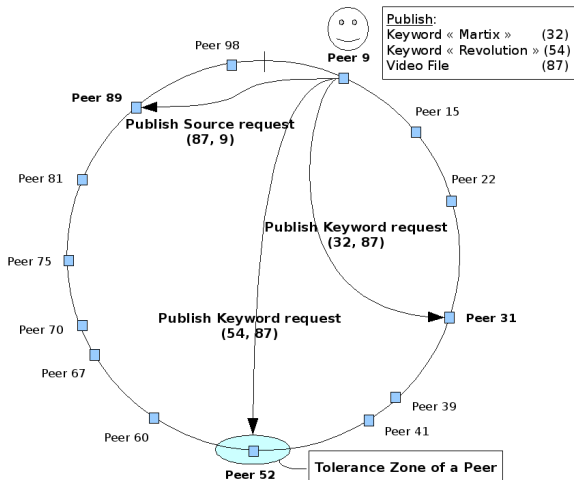 Publish:
Keyword « Martix » (32)
Keyword « Revolution » (54)
Video File (87)
Peer 98
Peer 9
Peer 89
Publish Source request
(87, 9)
Peer 15
Peer 81
Peer 22
Publish Keyword request
(32, 87)
Peer 75
Publish Keyword request
(54, 87)
Peer 31
Peer 70
Peer 67
Peer 39
Peer 41
Peer 60
Peer 52
Tolerance Zone of a Peer